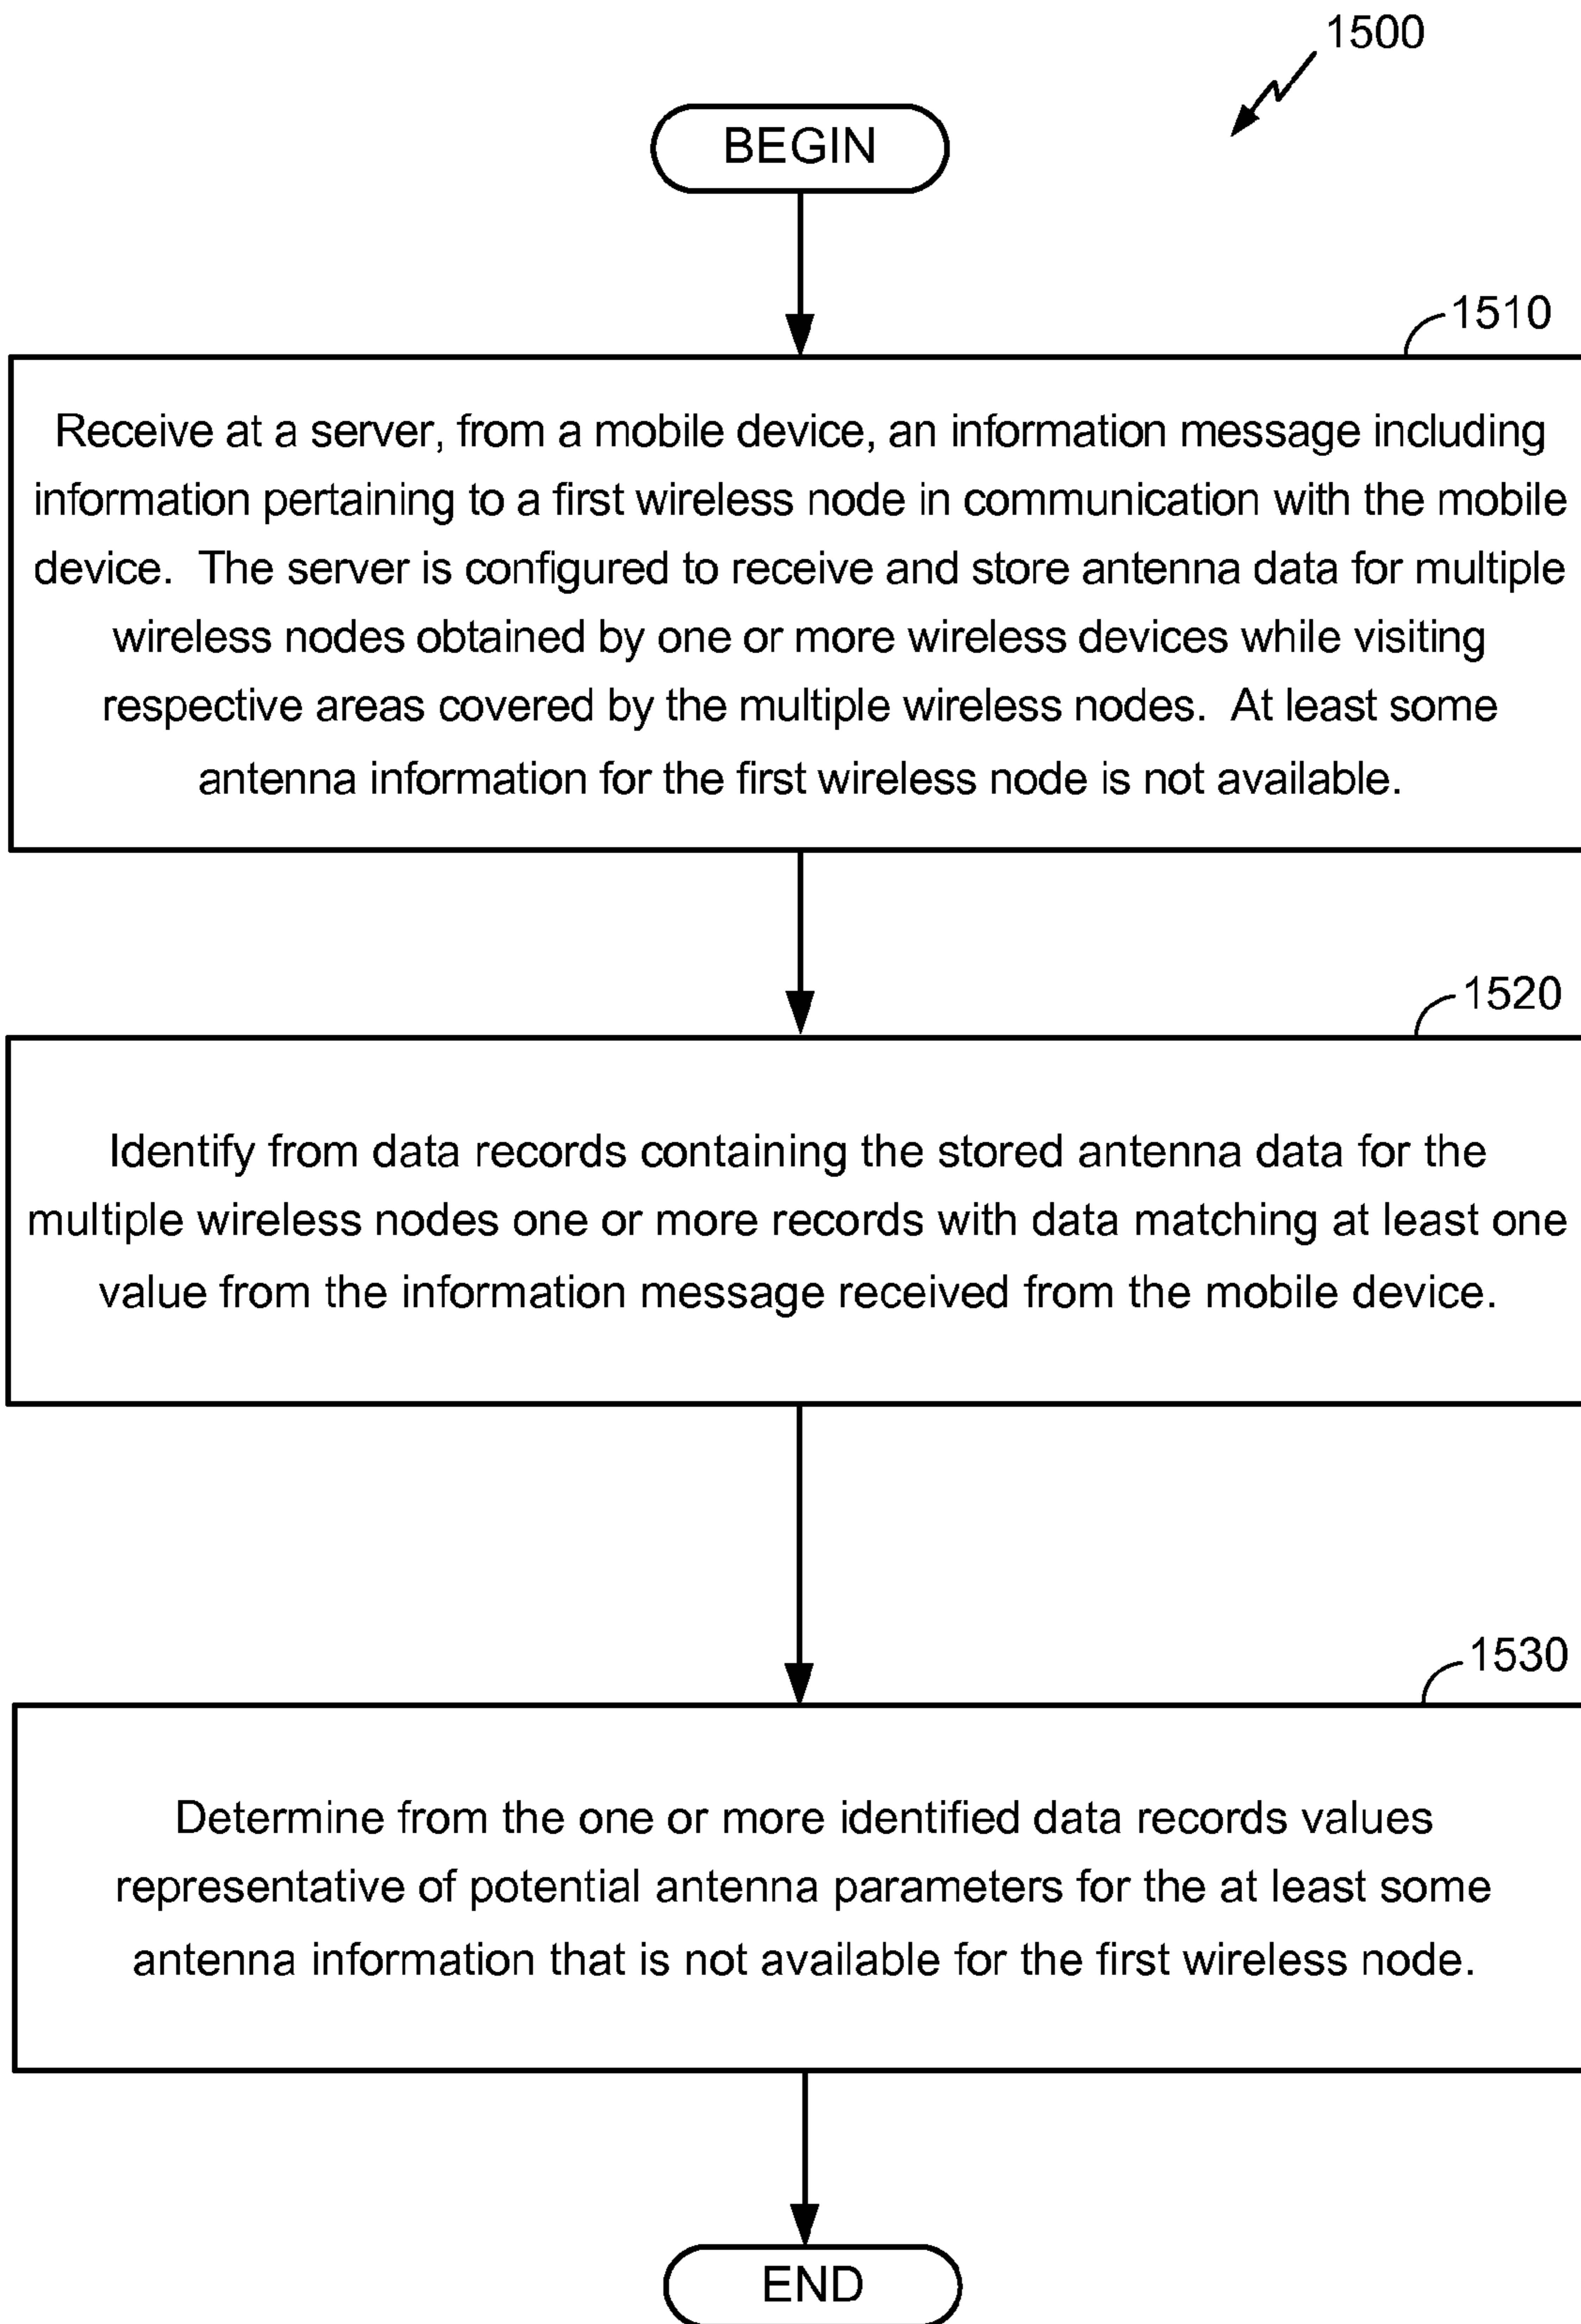 1500
BEGIN
1510
Receive at a server, from a mobile device, an information message including
information pertaining to a first wireless node in communication with the mobile
device.  The server is configured to receive and store antenna data for multiple
wireless nodes obtained by one or more wireless devices while visiting
respective areas covered by the multiple wireless nodes.  At least some
antenna information for the first wireless node is not available.
1520
Identify from data records containing the stored antenna data for the
multiple wireless nodes one or more records with data matching at least one
value from the information message received from the mobile device.
1530
Determine from the one or more identified data records values
representative of potential antenna parameters for the at least some
antenna information that is not available for the first wireless node.
END